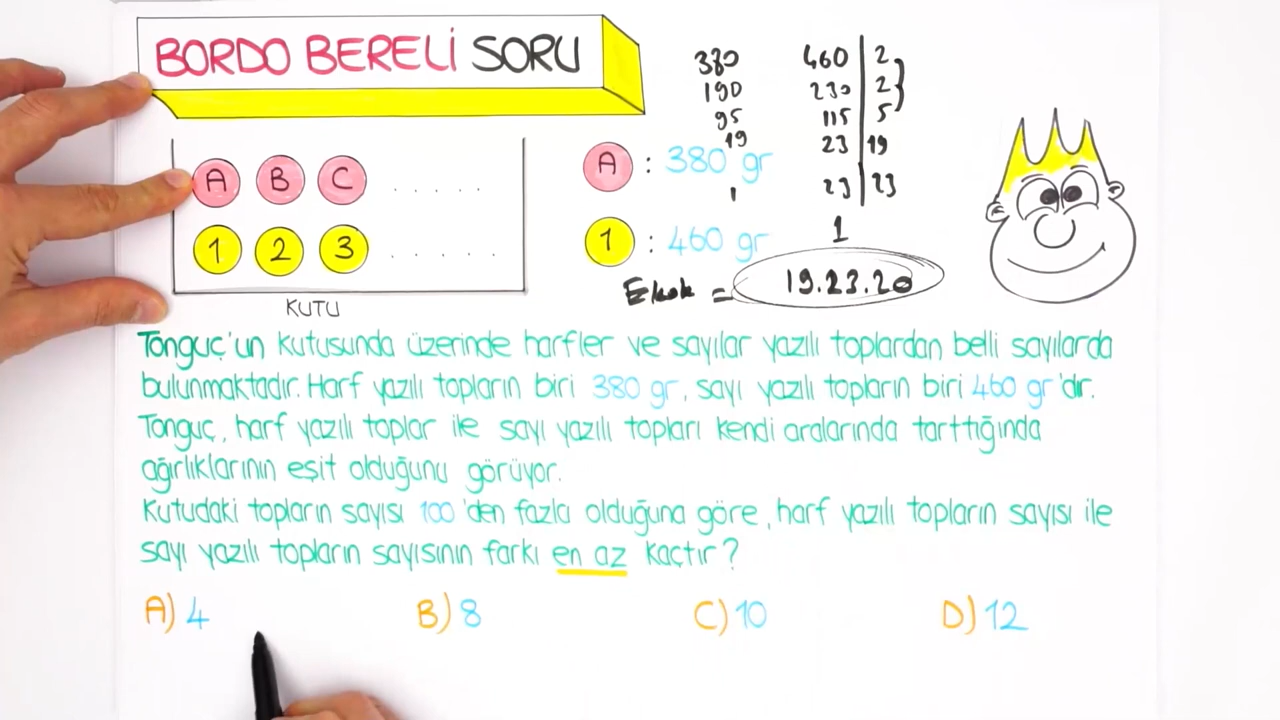 BORDO BERELİ SORU
380 460 2
190 230 2
95 115 5
19 23 19
1 23 23
1
A B C .....
1 2 3 .....
KUTU
A : 380 gr
1 : 460 gr
Ekok = 19.23.20
Tonguç'un kutusunda üzerinde harfler ve sayılar yazılı toplardan belli sayılarda
bulunmaktadır. Harf yazılı topların biri 380 gr, sayı yazılı topların biri 460 gr'dır.
Tonguç, harf yazılı toplar ile sayı yazılı topları kendi aralarında tarttığında
ağırlıklarının eşit olduğunu görüyor.
Kutudaki topların sayısı 100'den fazla olduğuna göre, harf yazılı topların sayısı ile
sayı yazılı topların sayısının farkı en az kaçtır?
A) 4 B) 8 C) 10 D) 12